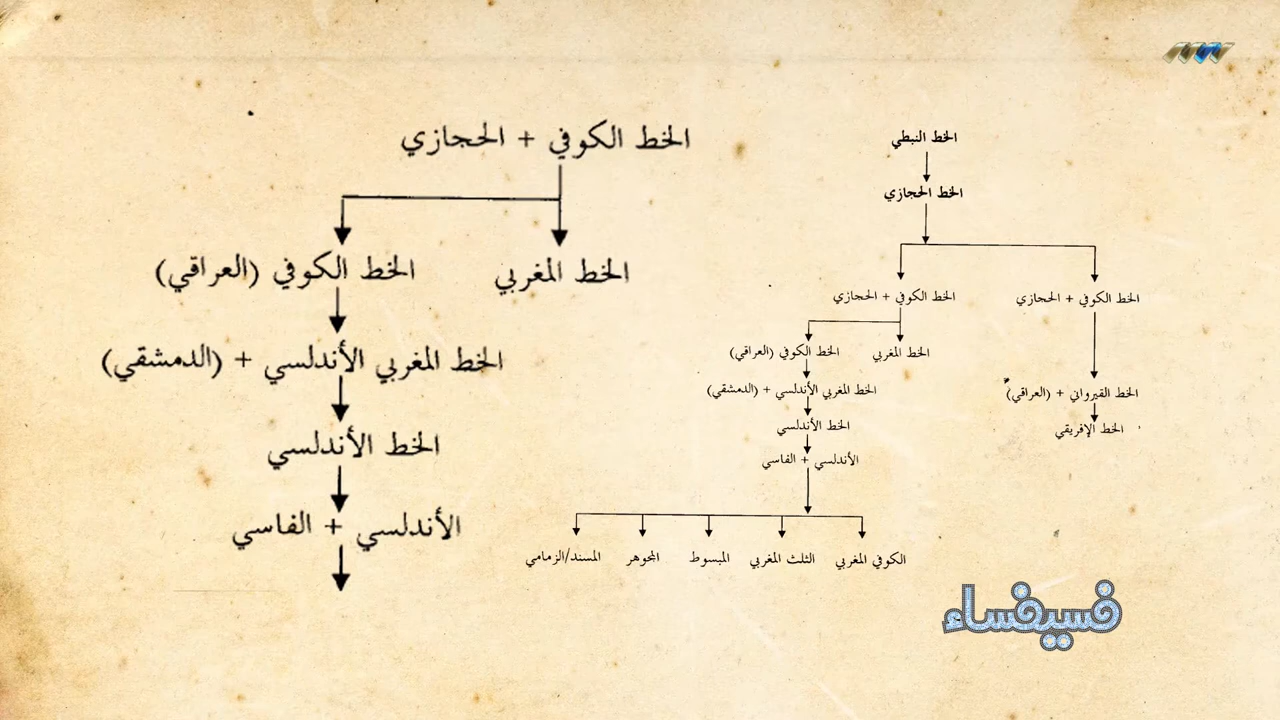 الخط النبطي
الخط الحجازي
الخط الكوفي + الحجازي
الخط الكوفي + الحجازي
الخط القيرواني + (العراقي)
الخط الإفريقي
الخط المغربي
الخط الكوفي (العراقي)
الخط المغربي الأندلسي + (الدمشقي)
الخط الأندلسي
الأندلسي + الفاسي
الكوفي المغربي
الثلث المغربي
المبسوط
المجوهر
المسند/الزمامي
الخط الكوفي + الحجازي
الخط المغربي
الخط الكوفي (العراقي)
الخط المغربي الأندلسي + (الدمشقي)
الخط الأندلسي
الأندلسي + الفاسي
فسيفساء